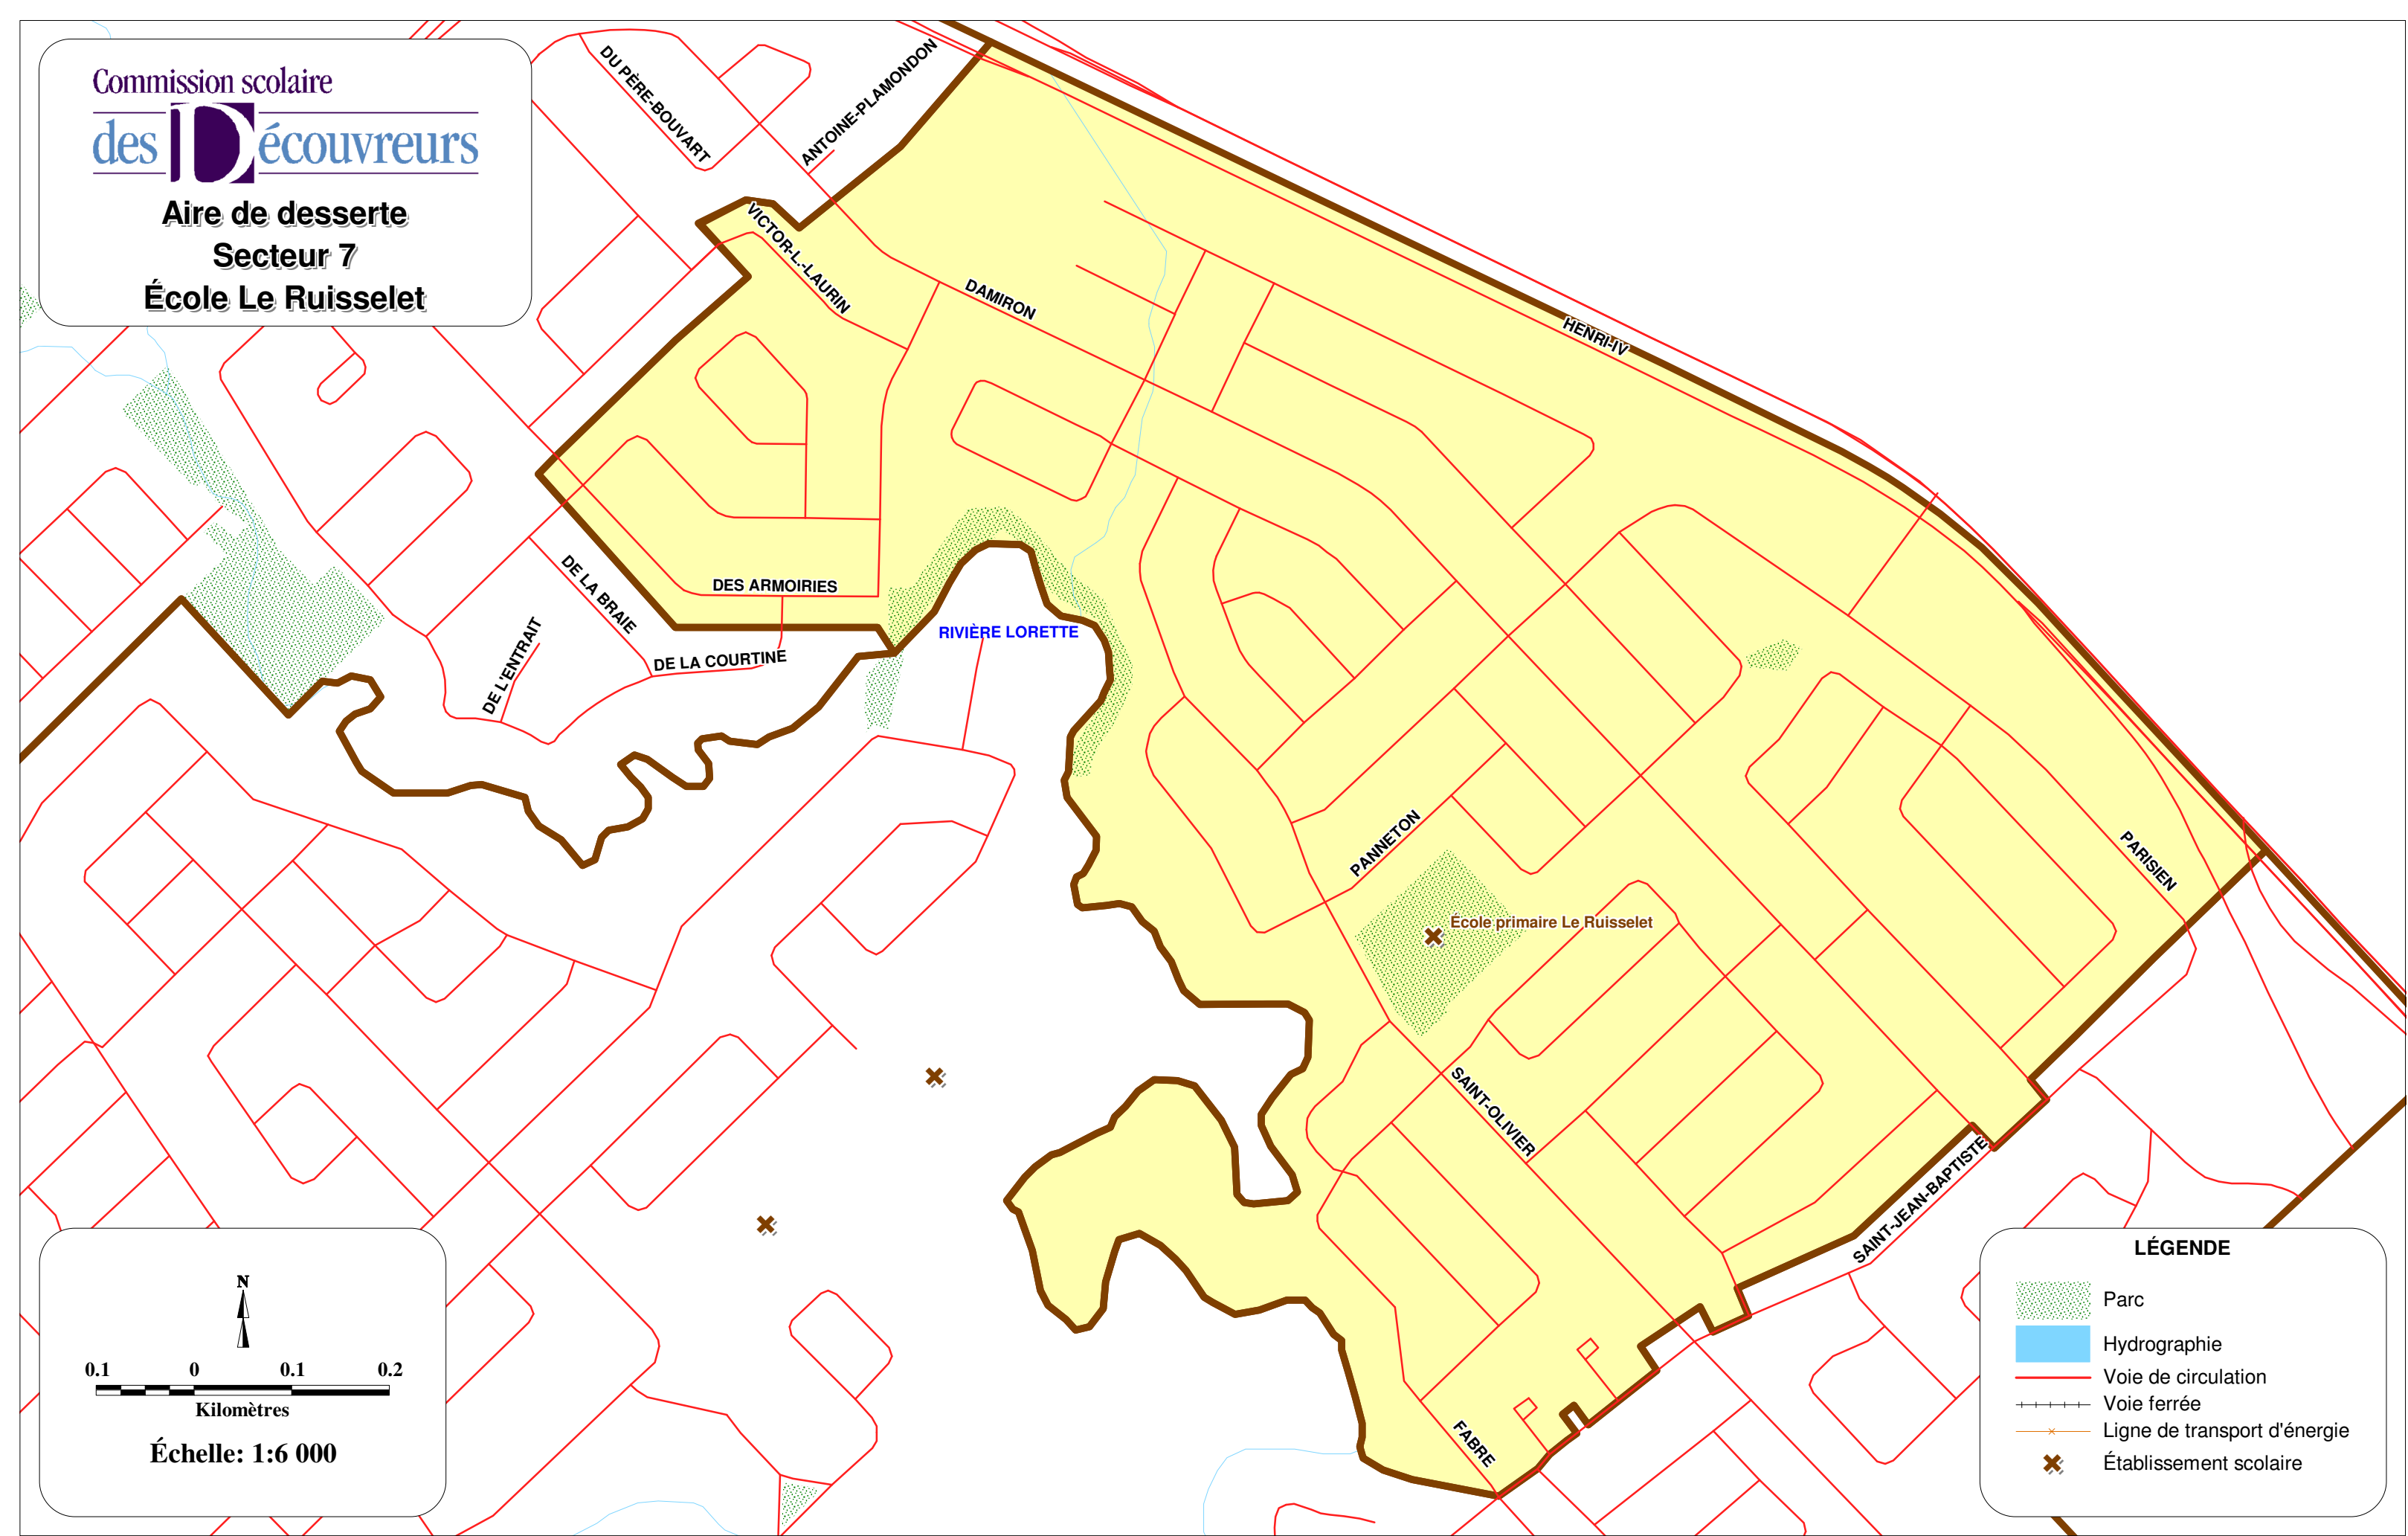 Commission scolaire
des Découvreurs
Aire de desserte
Secteur 7
École Le Ruisselet
DU PÈRE-BOUVART
ANTOINE-PLAMONDON
VICTOR-L.-LAURIN
DAMIRON
HENRI-IV
DES ARMOIRIES
DE LA BRAIE
DE L'ENTRAIT
DE LA COURTINE
RIVIÈRE LORETTE
PANNETON
PARISIEN
École primaire Le Ruisselet
SAINT-OLIVIER
SAINT-JEAN-BAPTISTE
FABRE
N
0.1 0 0.1 0.2
Kilomètres
Échelle: 1:6 000
LÉGENDE
Parc
Hydrographie
Voie de circulation
Voie ferrée
Ligne de transport d'énergie
Établissement scolaire